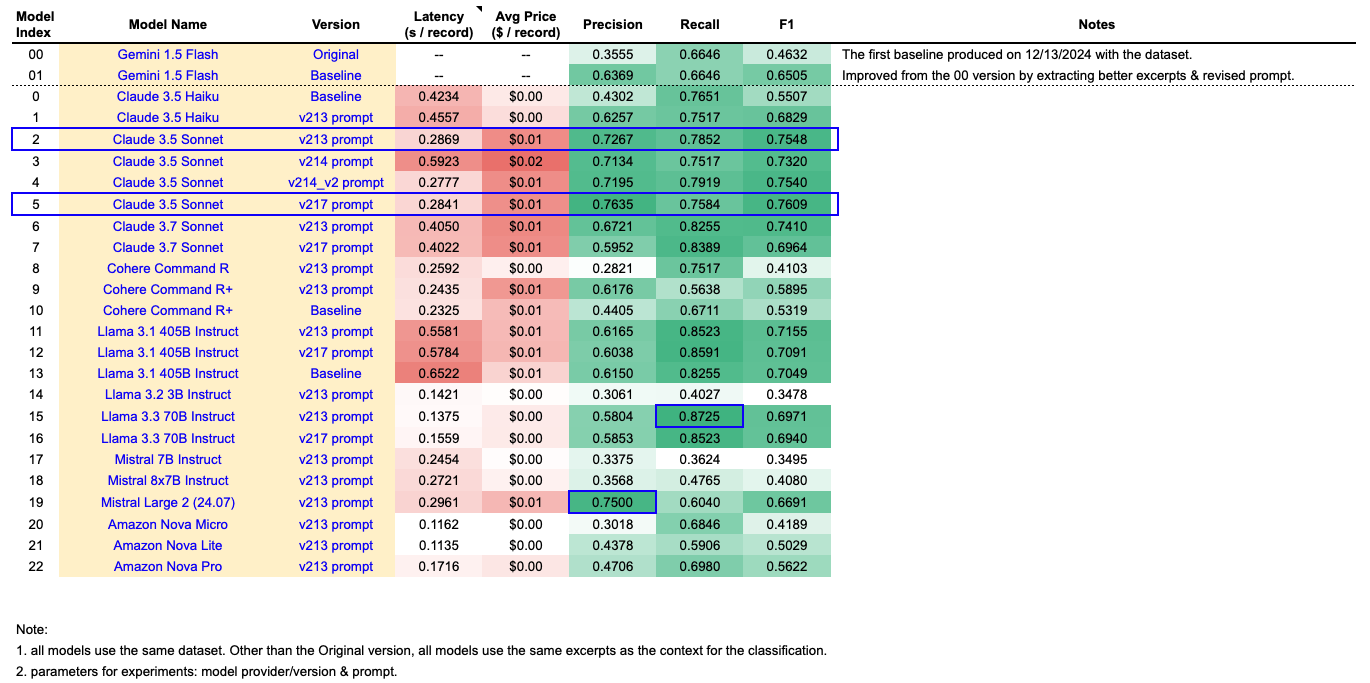 Model Index Model Name Version Latency (s / record) Avg Price ($ / record) Precision Recall F1 Notes
00 Gemini 1.5 Flash Original -- -- 0.3555 0.6646 0.4632 The first baseline produced on 12/13/2024 with the dataset.
01 Gemini 1.5 Flash Baseline -- -- 0.6369 0.6646 0.6505 Improved from the 00 version by extracting better excerpts & revised prompt.
0 Claude 3.5 Haiku Baseline 0.4234 $0.00 0.4302 0.7651 0.5507
1 Claude 3.5 Haiku v213 prompt 0.4557 $0.00 0.6257 0.7517 0.6829
2 Claude 3.5 Sonnet v213 prompt 0.2869 $0.01 0.7267 0.7852 0.7548
3 Claude 3.5 Sonnet v214 prompt 0.5923 $0.02 0.7134 0.7517 0.7320
4 Claude 3.5 Sonnet v214_v2 prompt 0.2777 $0.01 0.7195 0.7919 0.7540
5 Claude 3.5 Sonnet v217 prompt 0.2841 $0.01 0.7635 0.7584 0.7609
6 Claude 3.7 Sonnet v213 prompt 0.4050 $0.01 0.6721 0.8255 0.7410
7 Claude 3.7 Sonnet v217 prompt 0.4022 $0.01 0.5952 0.8389 0.6964
8 Cohere Command R v213 prompt 0.2592 $0.00 0.2821 0.7517 0.4103
9 Cohere Command R+ v213 prompt 0.2435 $0.01 0.6176 0.5638 0.5895
10 Cohere Command R+ Baseline 0.2325 $0.01 0.4405 0.6711 0.5319
11 Llama 3.1 405B Instruct v213 prompt 0.5581 $0.01 0.6165 0.8523 0.7155
12 Llama 3.1 405B Instruct v217 prompt 0.5784 $0.01 0.6038 0.8591 0.7091
13 Llama 3.1 405B Instruct Baseline 0.6522 $0.01 0.6150 0.8255 0.7049
14 Llama 3.2 3B Instruct v213 prompt 0.1421 $0.00 0.3061 0.4027 0.3478
15 Llama 3.3 70B Instruct v213 prompt 0.1375 $0.00 0.5804 0.8725 0.6971
16 Llama 3.3 70B Instruct v217 prompt 0.1559 $0.00 0.5853 0.8523 0.6940
17 Mistral 7B Instruct v213 prompt 0.2454 $0.00 0.3375 0.3624 0.3495
18 Mistral 8x7B Instruct v213 prompt 0.2721 $0.00 0.3568 0.4765 0.4080
19 Mistral Large 2 (24.07) v213 prompt 0.2961 $0.01 0.7500 0.6040 0.6691
20 Amazon Nova Micro v213 prompt 0.1162 $0.00 0.3018 0.6846 0.4189
21 Amazon Nova Lite v213 prompt 0.1135 $0.00 0.4378 0.5906 0.5029
22 Amazon Nova Pro v213 prompt 0.1716 $0.00 0.4706 0.6980 0.5622
Note:
1. all models use the same dataset. Other than the Original version, all models use the same excerpts as the context for the classification.
2. parameters for experiments: model provider/version & prompt.